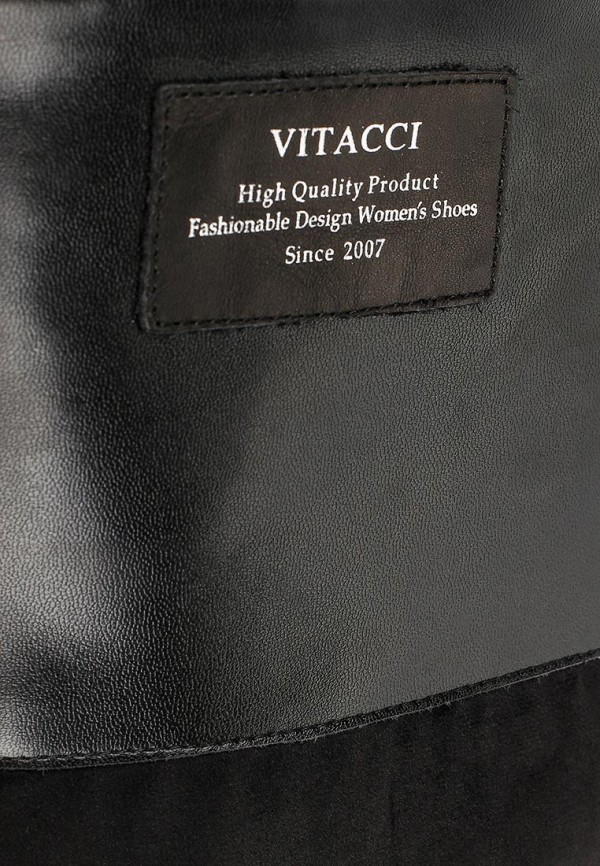 VITACCI
High Quality Product
Fashionable Design Women's Shoes
Since 2007